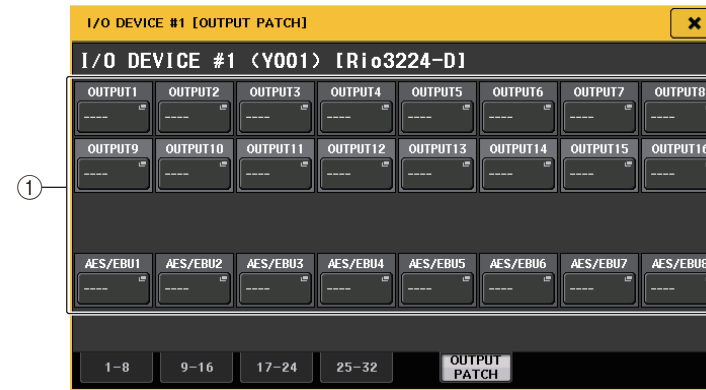 I/O DEVICE #1 [OUTPUT PATCH]
I/O DEVICE #1 (Y001) [Rio3224-D]
OUTPUT1 OUTPUT2 OUTPUT3 OUTPUT4 OUTPUT5 OUTPUT6 OUTPUT7 OUTPUT8
---- ---- ---- ---- ---- ---- ---- ----
OUTPUT9 OUTPUT10 OUTPUT11 OUTPUT12 OUTPUT13 OUTPUT14 OUTPUT15 OUTPUT16
---- ---- ---- ---- ---- ---- ---- ----
①
AES/EBU1 AES/EBU2 AES/EBU3 AES/EBU4 AES/EBU5 AES/EBU6 AES/EBU7 AES/EBU8
---- ---- ---- ---- ---- ---- ---- ----
1-8 9-16 17-24 25-32 OUTPUT
PATCH